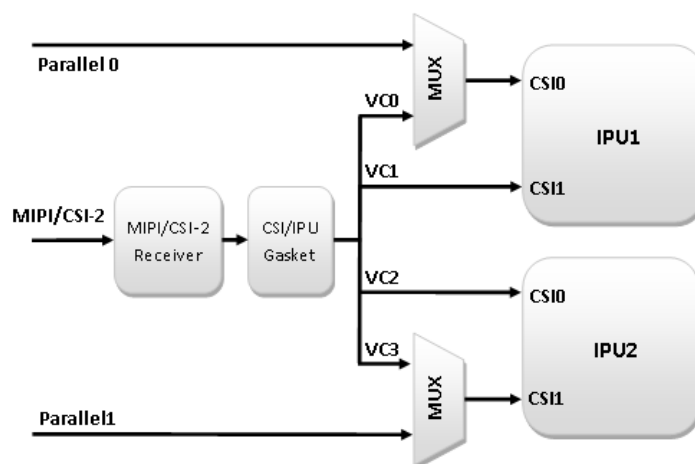 Parallel 0
MUX
VC0
CSI0
IPU1
VC1
CSI1
MIPI/CSI-2
MIPI/CSI-2
Receiver
CSI/IPU
Gasket
VC2
CSI0
IPU2
VC3
MUX
CSI1
Parallel1